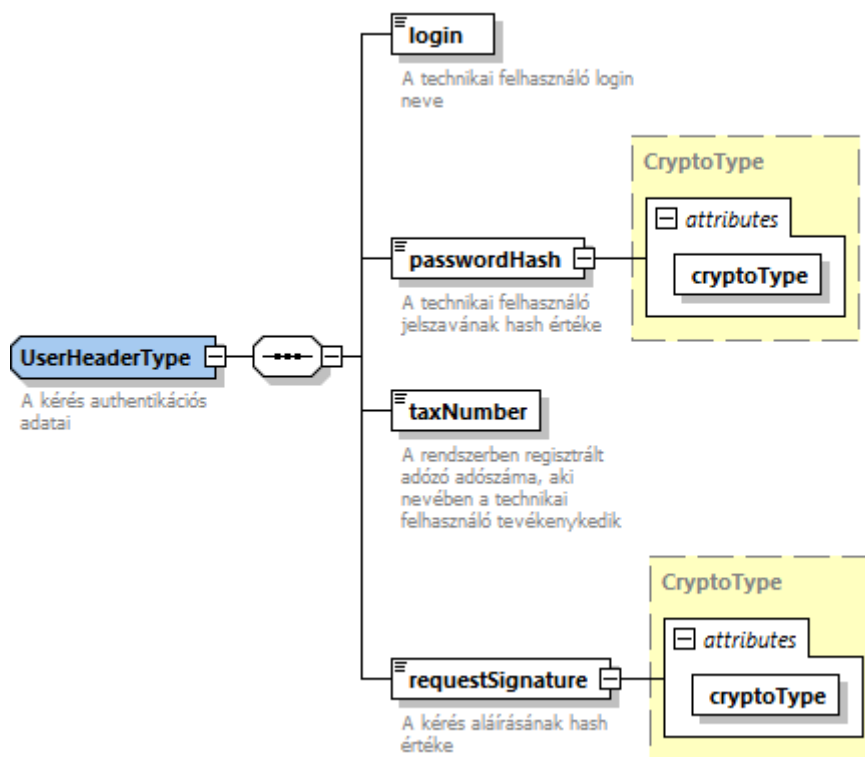 login
A technikai felhasználó login
neve
CryptoType
attributes
cryptoType
passwordHash
A technikai felhasználó
jelszavának hash értéke
UserHeaderType
A kérés authentikációs
adatai
taxNumber
A rendszerben regisztrált
adózó adószáma, aki
nevében a technikai
felhasználó tevékenykedik
CryptoType
attributes
cryptoType
requestSignature
A kérés aláírásának hash
értéke